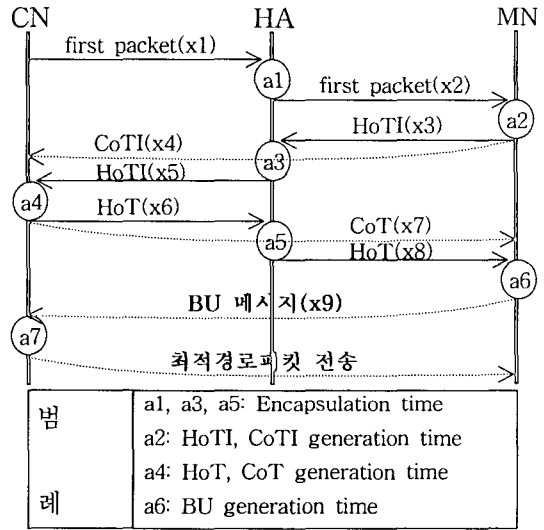 CN HA MN
first packet(x1)
a1
first packet(x2)
a2
HoTI(x3)
CoTI(x4)
a3
HoTI(x5)
a4
HoT(x6)
CoT(x7)
a5
HoT(x8)
a6
BU 메시지(x9)
a7
최적경로패킷 전송
범례
a1, a3, a5: Encapsulation time
a2: HoTI, CoTI generation time
a4: HoT, CoT generation time
a6: BU generation time